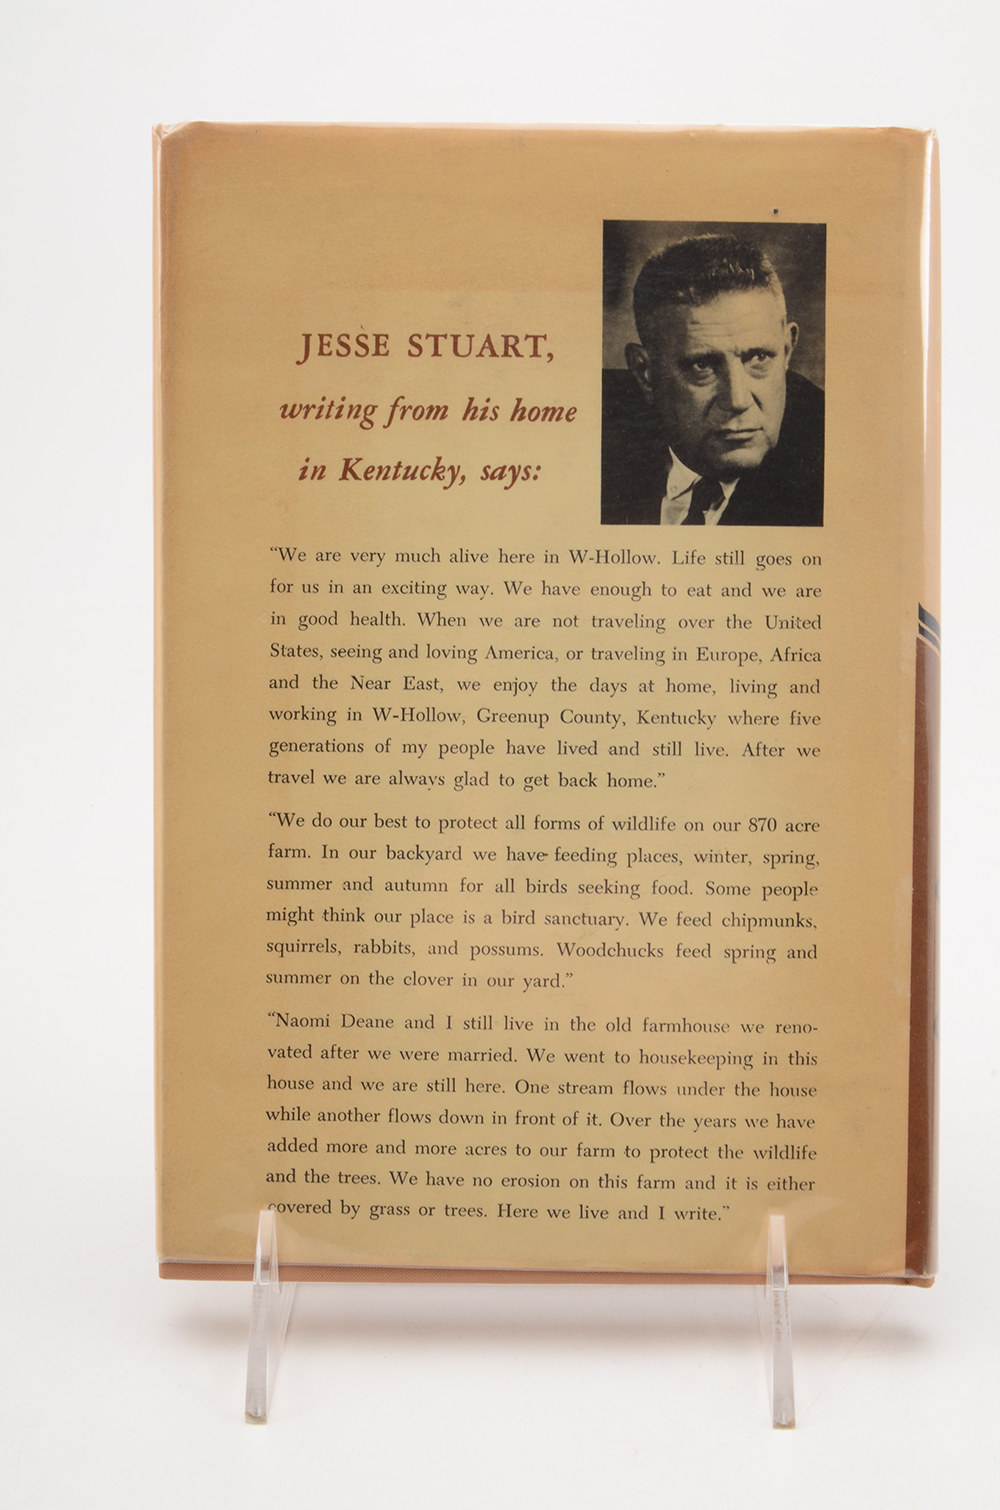 JESSE STUART,
writing from his home
in Kentucky, says:
“We are very much alive here in W-Hollow. Life still goes on
for us in an exciting way. We have enough to eat and we are
in good health. When we are not traveling over the United
States, seeing and loving America, or traveling in Europe, Africa
and the Near East, we enjoy the days at home, living and
working in W-Hollow, Greenup County, Kentucky where five
generations of my people have lived and still live. After we
travel we are always glad to get back home.”
“We do our best to protect all forms of wildlife on our 870 acre
farm. In our backyard we have feeding places, winter, spring,
summer and autumn for all birds seeking food. Some people
might think our place is a bird sanctuary. We feed chipmunks,
squirrels, rabbits, and possums. Woodchucks feed spring and
summer on the clover in our yard.”
“Naomi Deane and I still live in the old farmhouse we reno-
vated after we were married. We went to housekeeping in this
house and we are still here. One stream flows under the house
while another flows down in front of it. Over the years we have
added more and more acres to our farm to protect the wildlife
and the trees. We have no erosion on this farm and it is either
covered by grass or trees. Here we live and I write.”